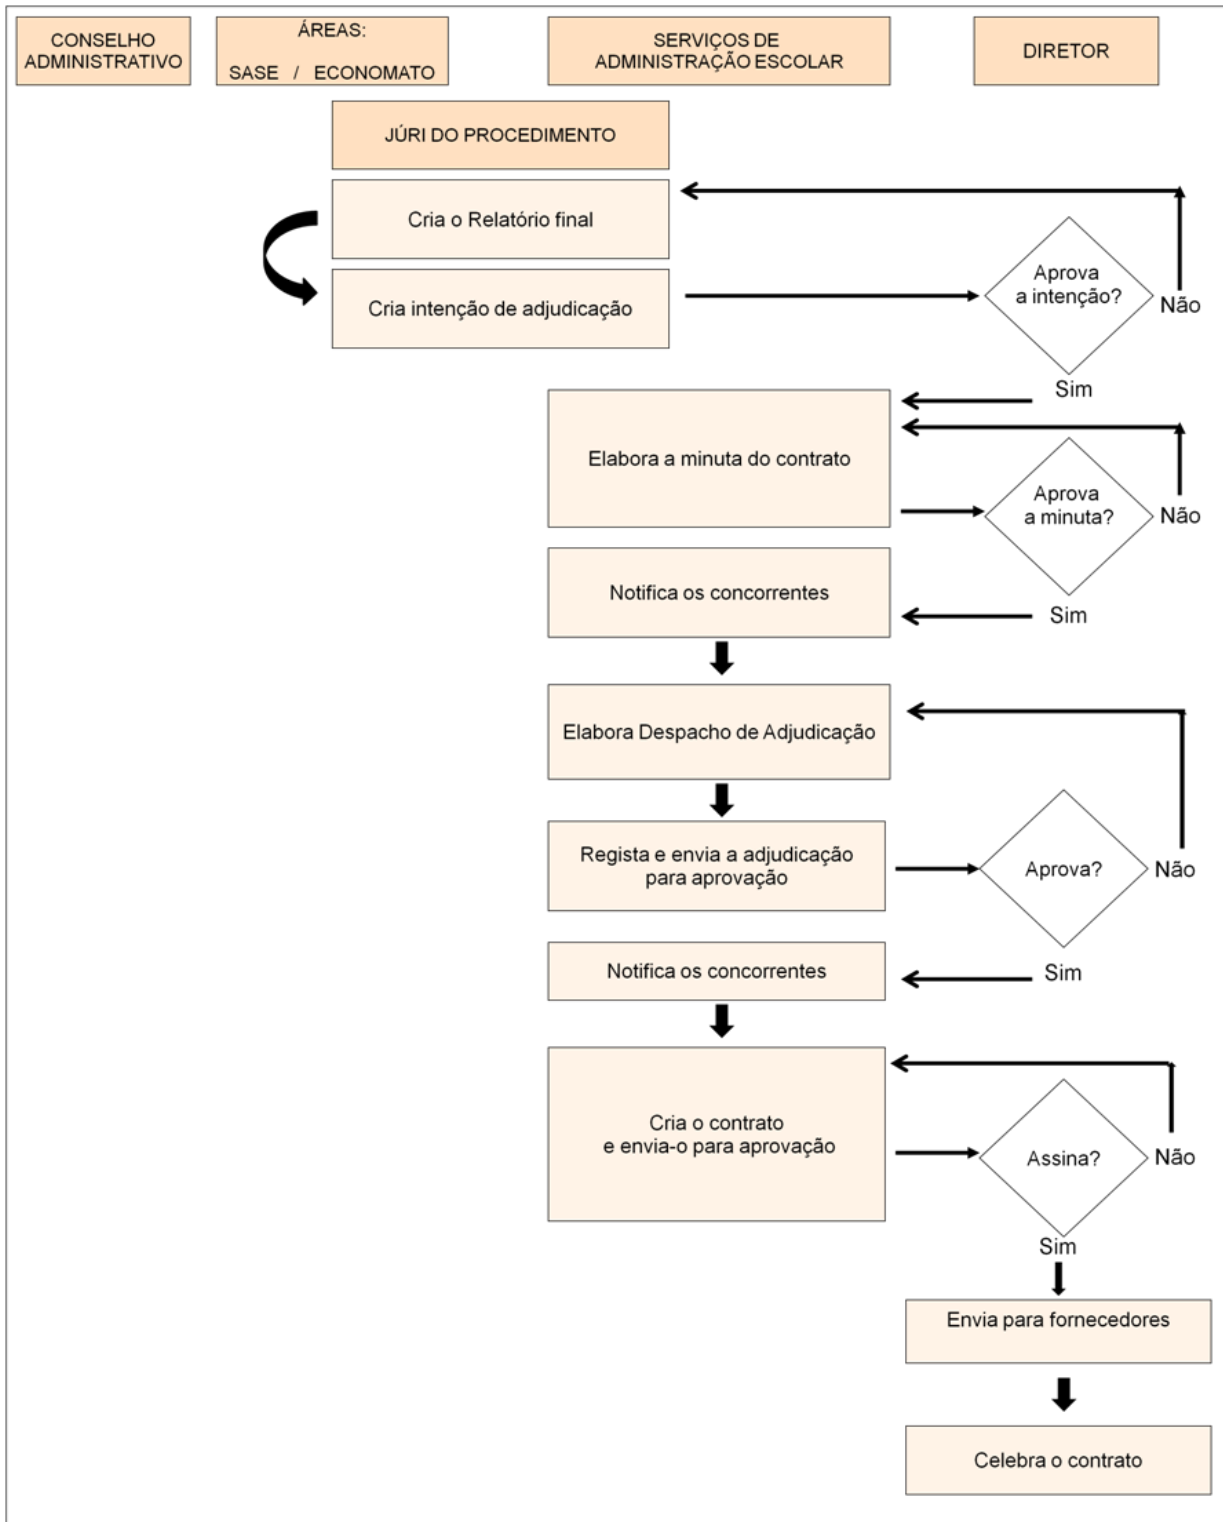 CONSELHO
ADMINISTRATIVO
ÁREAS:
SASE / ECONOMATO
SERVIÇOS DE
ADMINISTRAÇÃO ESCOLAR
DIRETOR
JÚRI DO PROCEDIMENTO
Cria o Relatório final
Cria intenção de adjudicação
Aprova
a intenção?
Não
Sim
Elabora a minuta do contrato
Aprova
a minuta?
Não
Notifica os concorrentes
Sim
Elabora Despacho de Adjudicação
Regista e envia a adjudicação
para aprovação
Aprova?
Não
Notifica os concorrentes
Sim
Cria o contrato
e envia-o para aprovação
Assina?
Não
Sim
Envia para fornecedores
Celebra o contrato